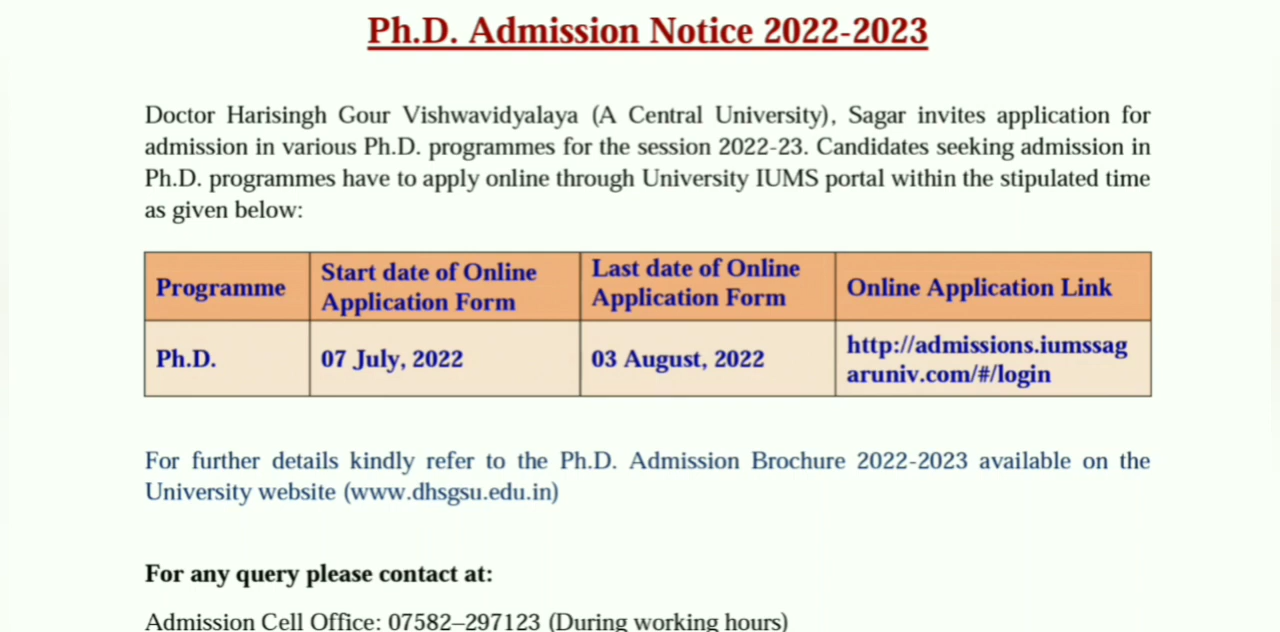 Ph.D. Admission Notice 2022-2023
Doctor Harisingh Gour Vishwavidyalaya (A Central University), Sagar invites application for
admission in various Ph.D. programmes for the session 2022-23. Candidates seeking admission in
Ph.D. programmes have to apply online through University IUMS portal within the stipulated time
as given below:
Programme
Start date of Online
Application Form
Last date of Online
Application Form
Online Application Link
Ph.D.
07 July, 2022
03 August, 2022
http://admissions.iumssag
aruniv.com/#/login
For further details kindly refer to the Ph.D. Admission Brochure 2022-2023 available on the
University website (www.dhsgsu.edu.in)
For any query please contact at:
Admission Cell Office: 07582–297123 (During working hours)